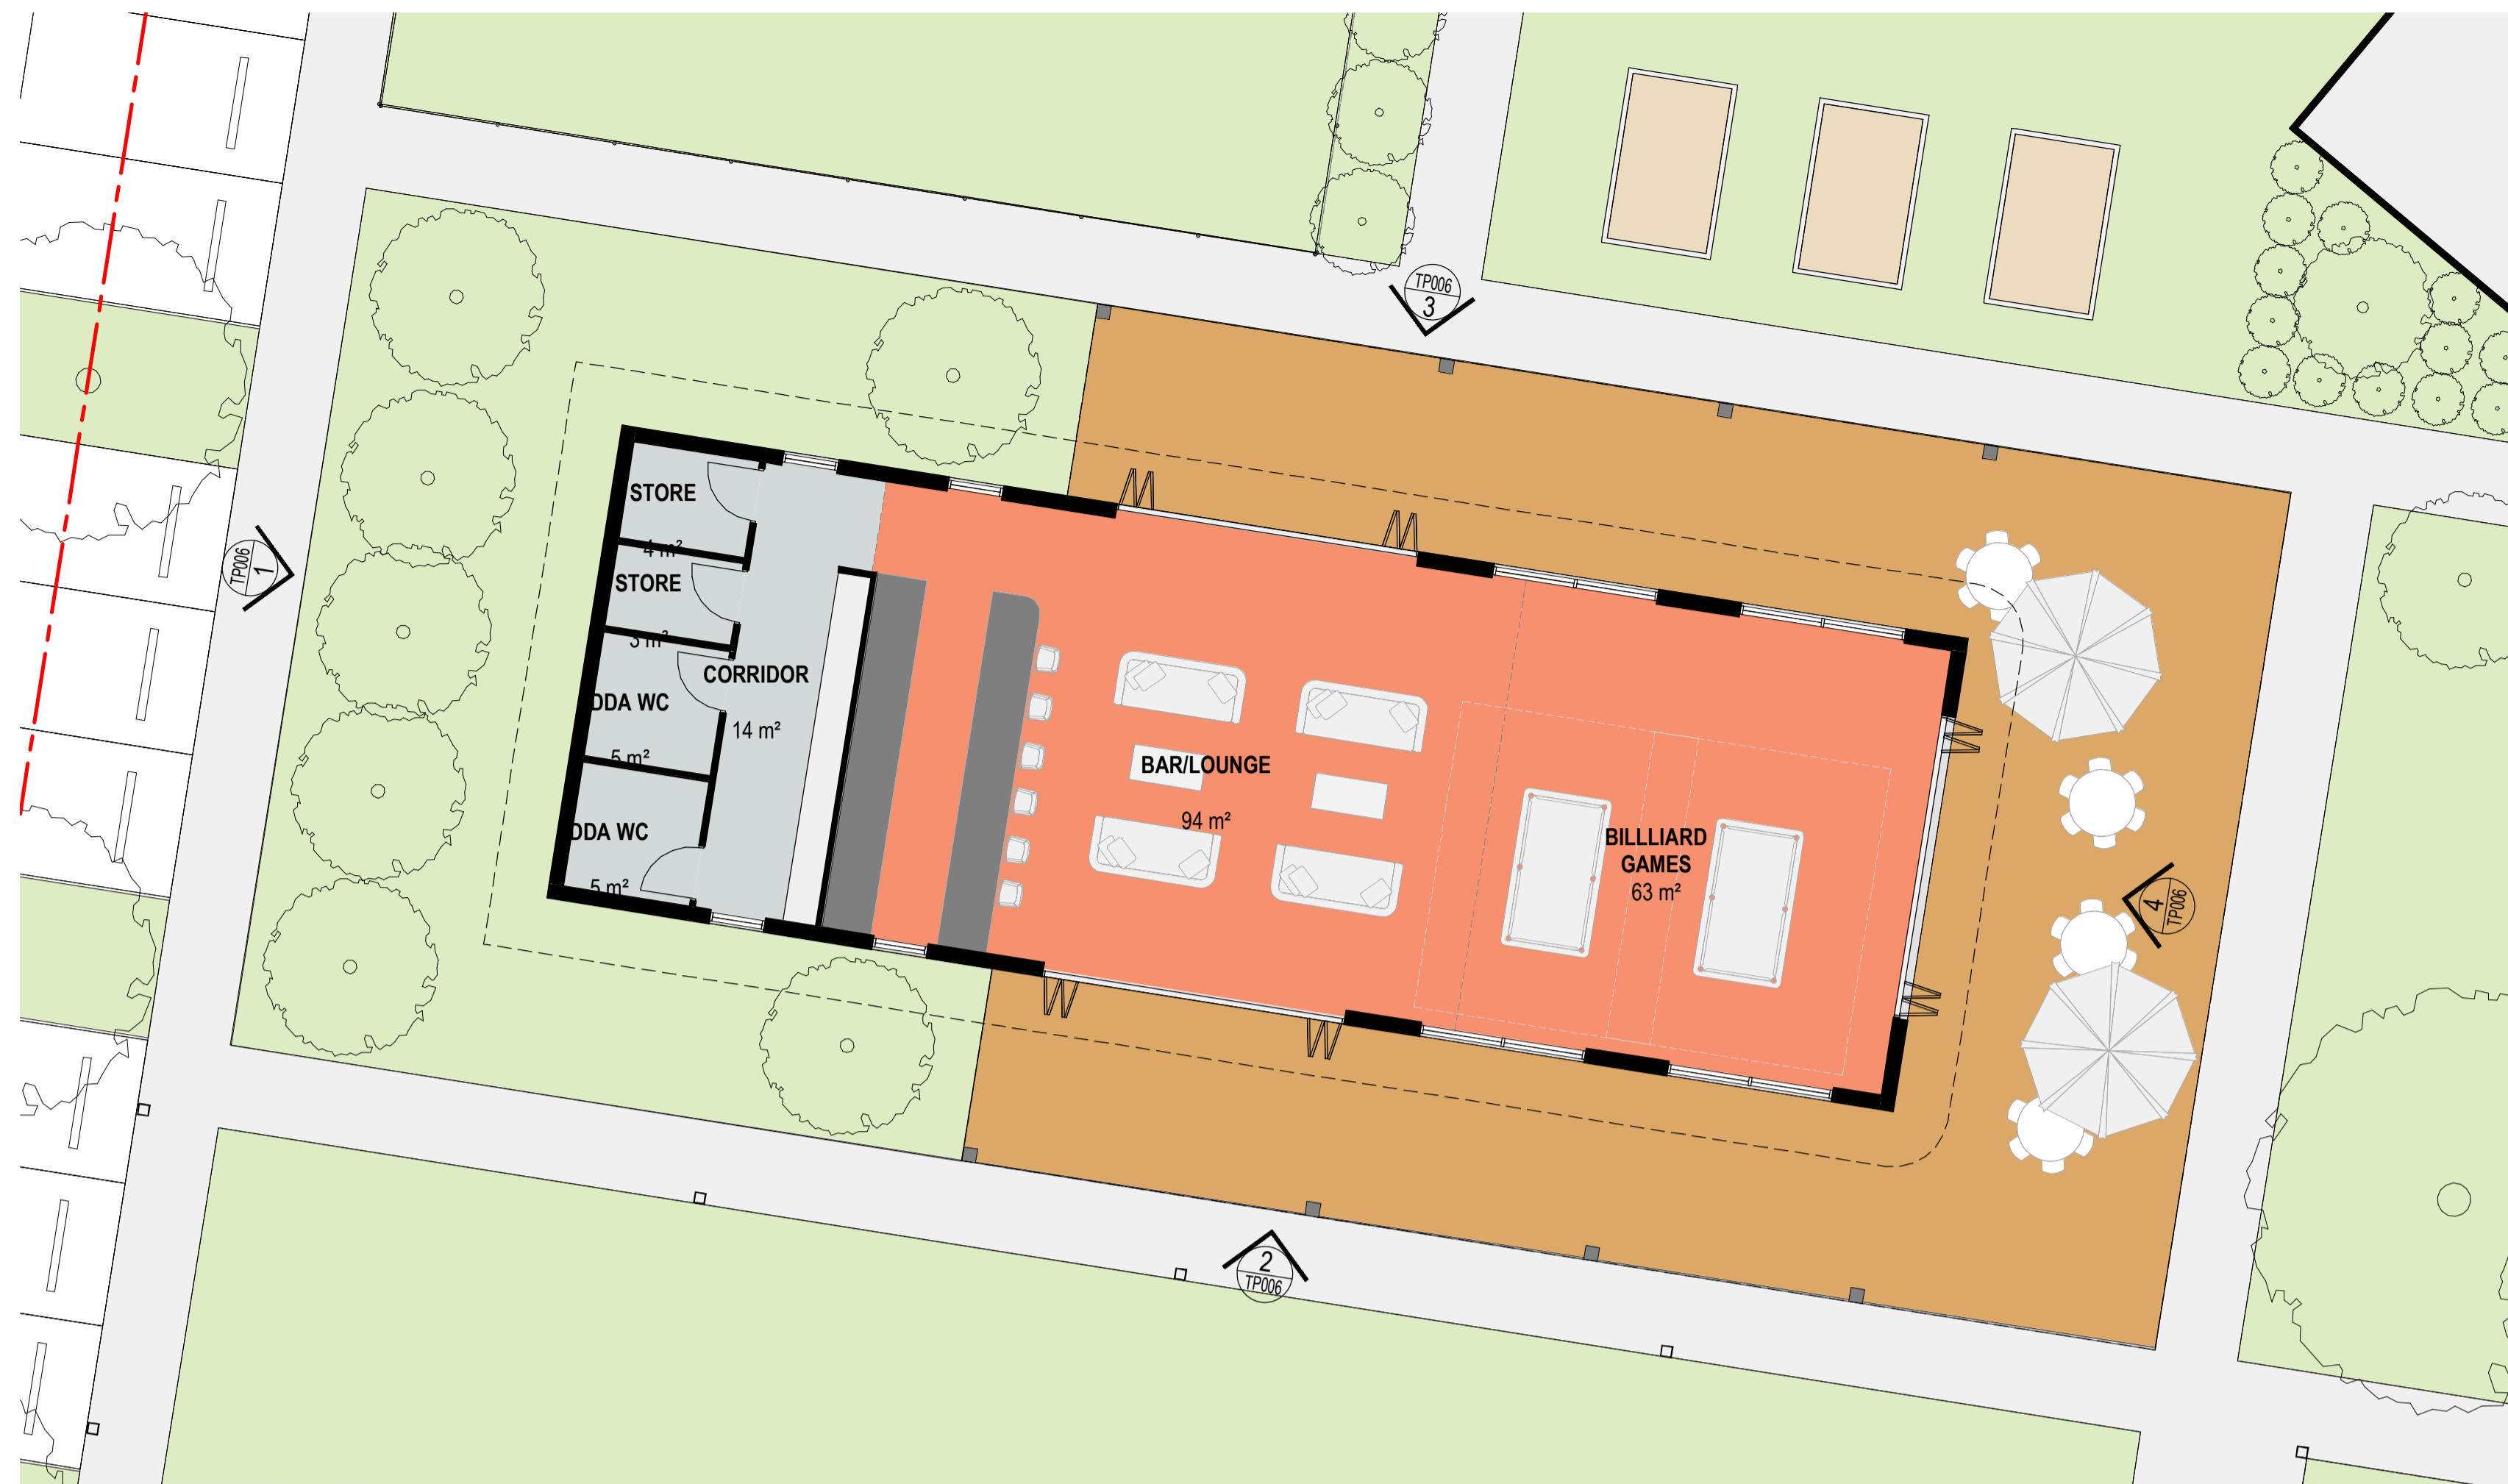 TP006
3
STORE
4 m²
STORE
3 m²
TP006
1
CORRIDOR
14 m²
DDA WC
5 m²
BAR/LOUNGE
94 m²
DDA WC
5 m²
BILLLIARD
GAMES
63 m²
4
TP006
2
TP006